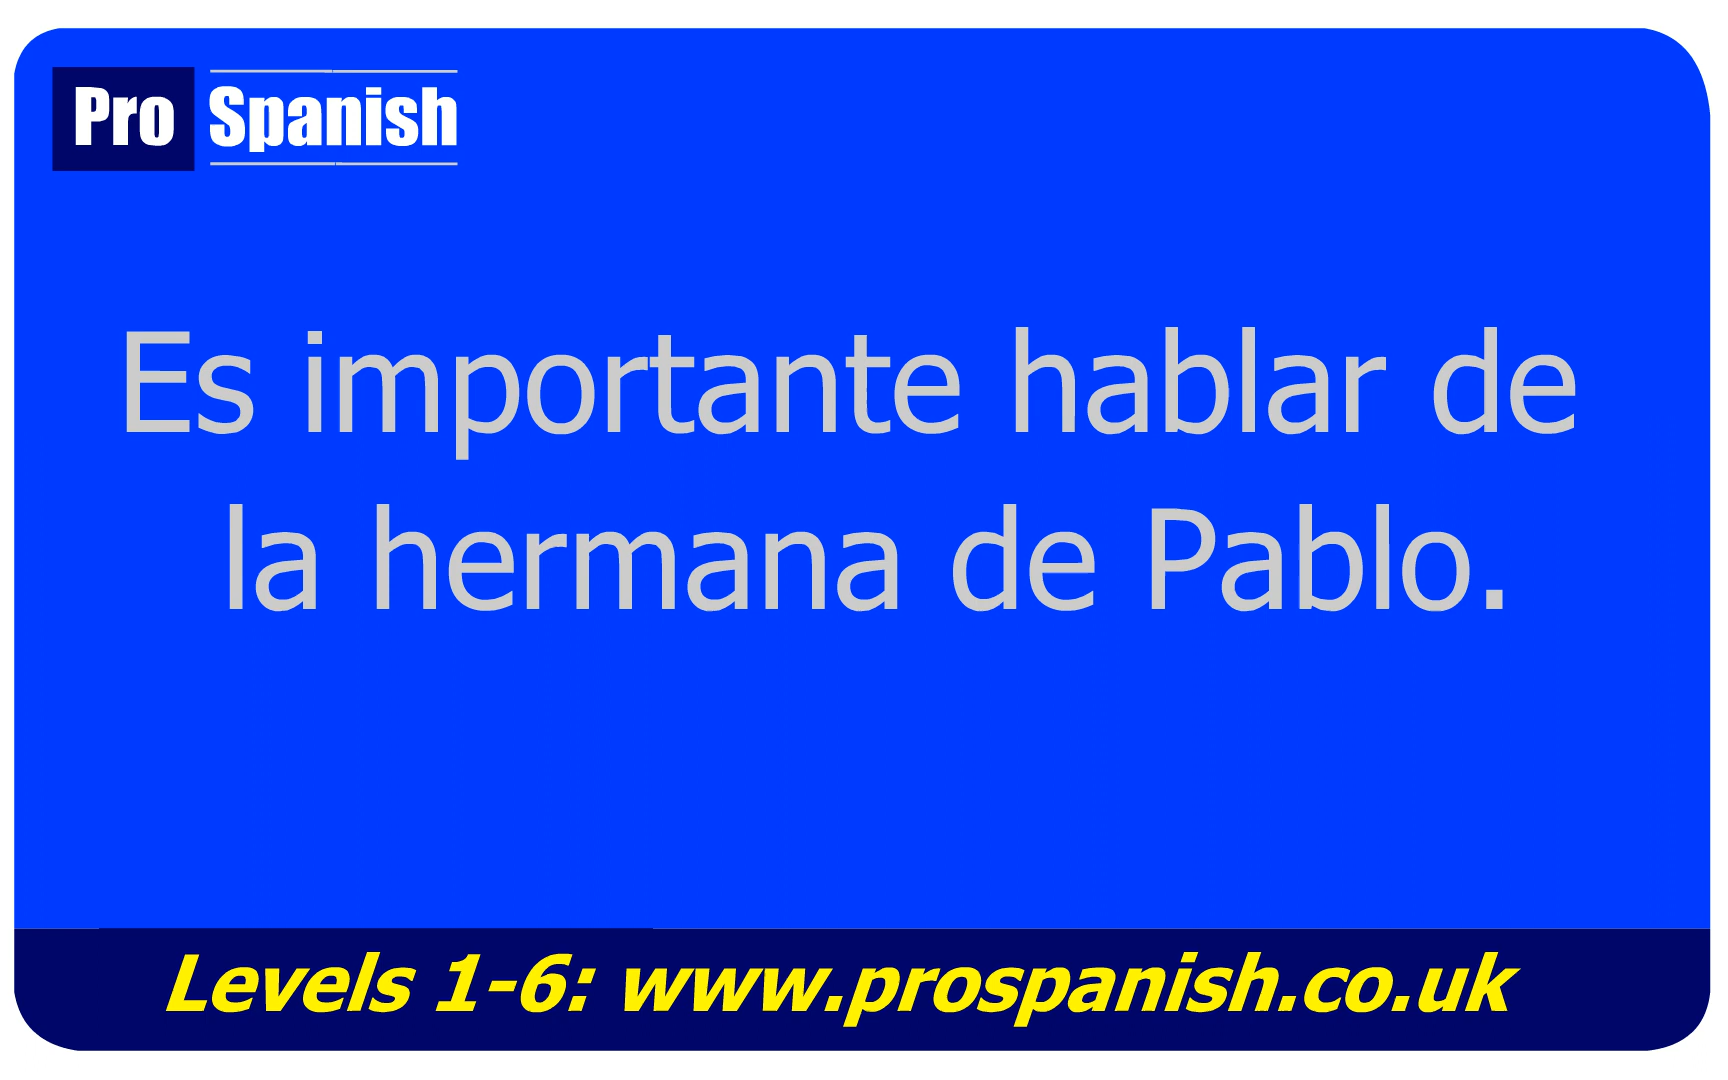 Pro Spanish
Es importante hablar de
la hermana de Pablo.
Levels 1-6: www.prospanish.co.uk